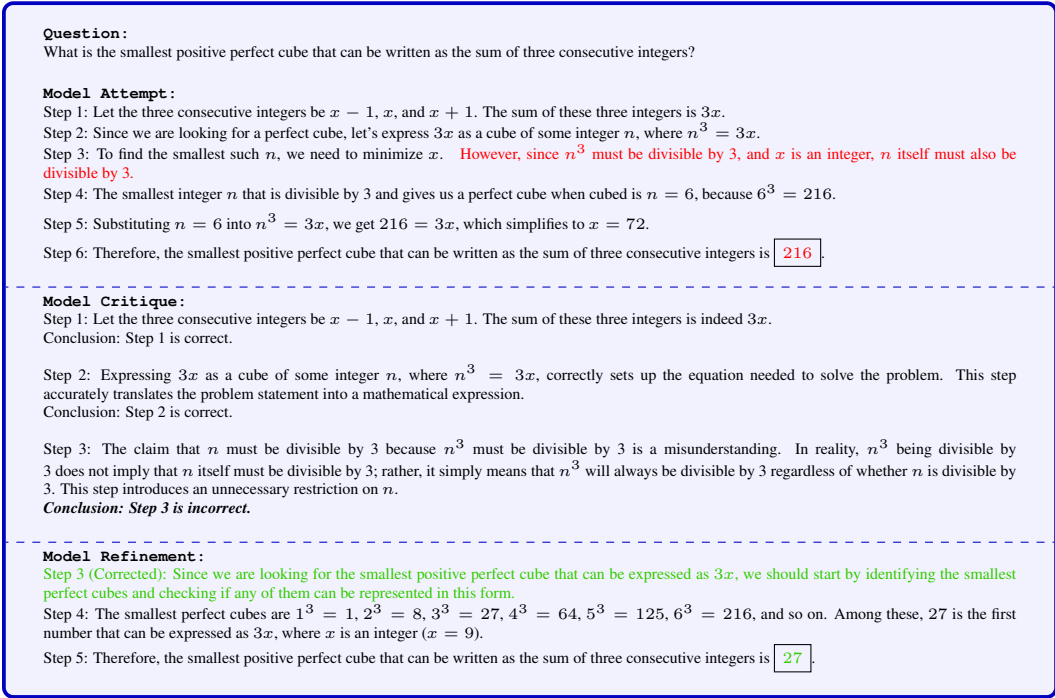 Question:
What is the smallest positive perfect cube that can be written as the sum of three consecutive integers?
Model Attempt:
Step 1: Let the three consecutive integers be x − 1, x, and x + 1. The sum of these three integers is 3x.
Step 2: Since we are looking for a perfect cube, let's express 3x as a cube of some integer n, where n³ = 3x.
Step 3: To find the smallest such n, we need to minimize x. However, since n³ must be divisible by 3, and x is an integer, n itself must also be
divisible by 3.
Step 4: The smallest integer n that is divisible by 3 and gives us a perfect cube when cubed is n = 6, because 6³ = 216.
Step 5: Substituting n = 6 into n³ = 3x, we get 216 = 3x, which simplifies to x = 72.
Step 6: Therefore, the smallest positive perfect cube that can be written as the sum of three consecutive integers is 216.
Model Critique:
Step 1: Let the three consecutive integers be x − 1, x, and x + 1. The sum of these three integers is indeed 3x.
Conclusion: Step 1 is correct.
Step 2: Expressing 3x as a cube of some integer n, where n³ = 3x, correctly sets up the equation needed to solve the problem. This step
accurately translates the problem statement into a mathematical expression.
Conclusion: Step 2 is correct.
Step 3: The claim that n must be divisible by 3 because n³ must be divisible by 3 is a misunderstanding. In reality, n³ being divisible by
3 does not imply that n itself must be divisible by 3; rather, it simply means that n³ will always be divisible by 3 regardless of whether n is divisible by
3. This step introduces an unnecessary restriction on n.
Conclusion: Step 3 is incorrect.
Model Refinement:
Step 3 (Corrected): Since we are looking for the smallest positive perfect cube that can be expressed as 3x, we should start by identifying the smallest
perfect cubes and checking if any of them can be represented in this form.
Step 4: The smallest perfect cubes are 1³ = 1, 2³ = 8, 3³ = 27, 4³ = 64, 5³ = 125, 6³ = 216, and so on. Among these, 27 is the first
number that can be expressed as 3x, where x is an integer (x = 9).
Step 5: Therefore, the smallest positive perfect cube that can be written as the sum of three consecutive integers is 27.